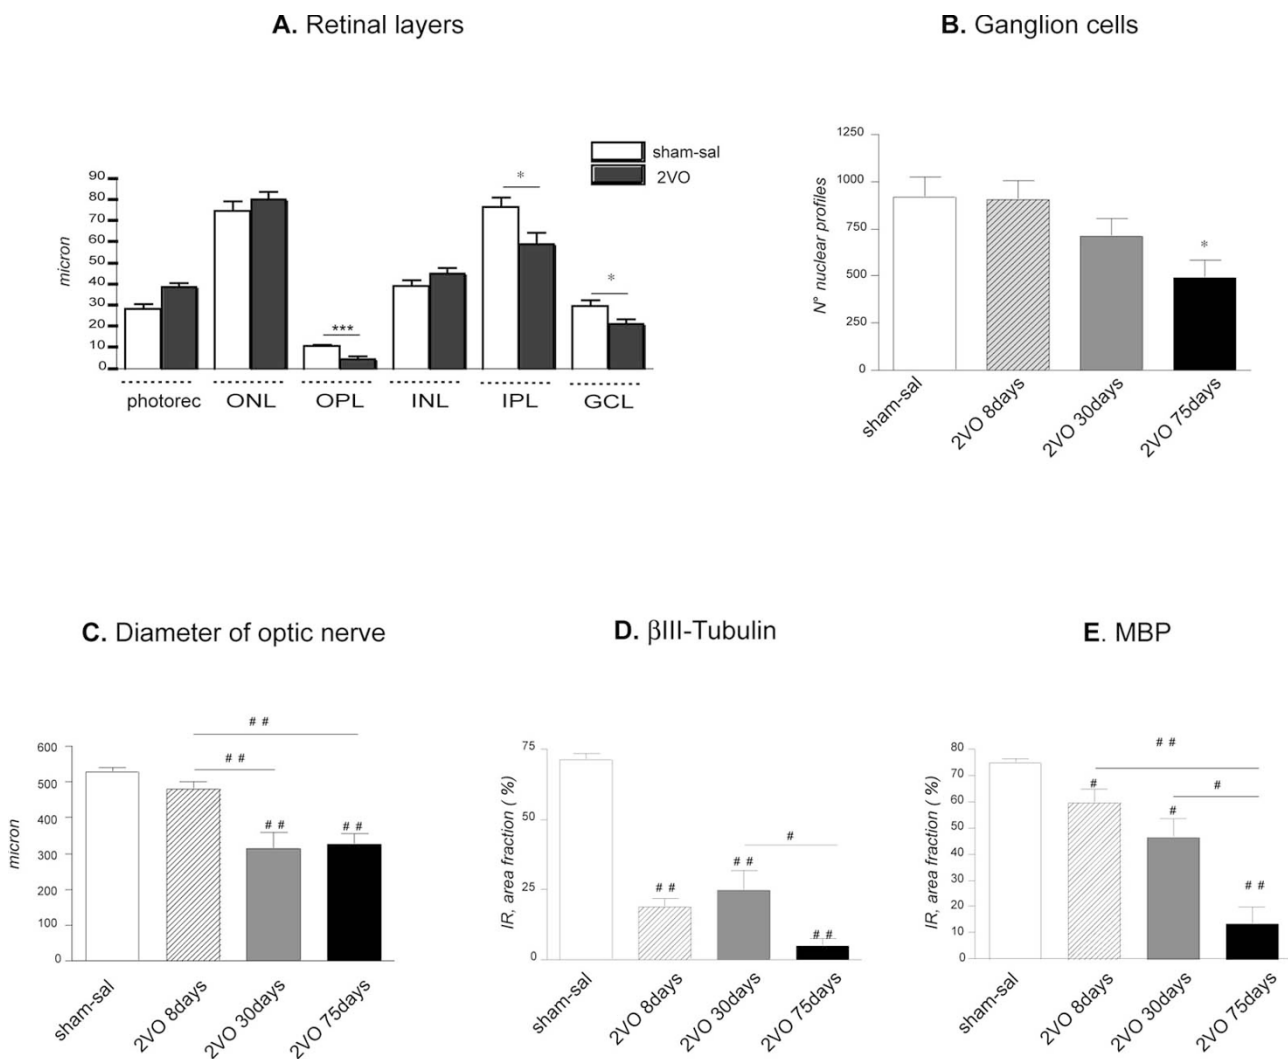 A. Retinal layers
sham-sal
2VO
micron
90
80
70
60
50
40
30
20
10
0
*
***
*
photorec ONL OPL INL IPL GCL
B. Ganglion cells
N° nuclear profiles
1250
1000
750
500
250
0
*
sham-sal
2VO 8days
2VO 30days
2VO 75days
C. Diameter of optic nerve
micron
600
500
400
300
200
100
0
# #
# #
# # # #
sham-sal
2VO 8days
2VO 30days
2VO 75days
D. βIII-Tubulin
IR, area fraction ( %)
75
50
25
0
#
# #
# #
# #
sham-sal
2VO 8days
2VO 30days
2VO 75days
E. MBP
IR, area fraction ( %)
80
70
60
50
40
30
20
10
0
# #
# #
#
# #
sham-sal
2VO 8days
2VO 30days
2VO 75days